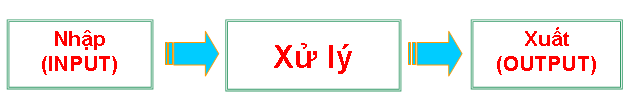 Nhập
(INPUT)
Xử lý
Xuất
(OUTPUT)